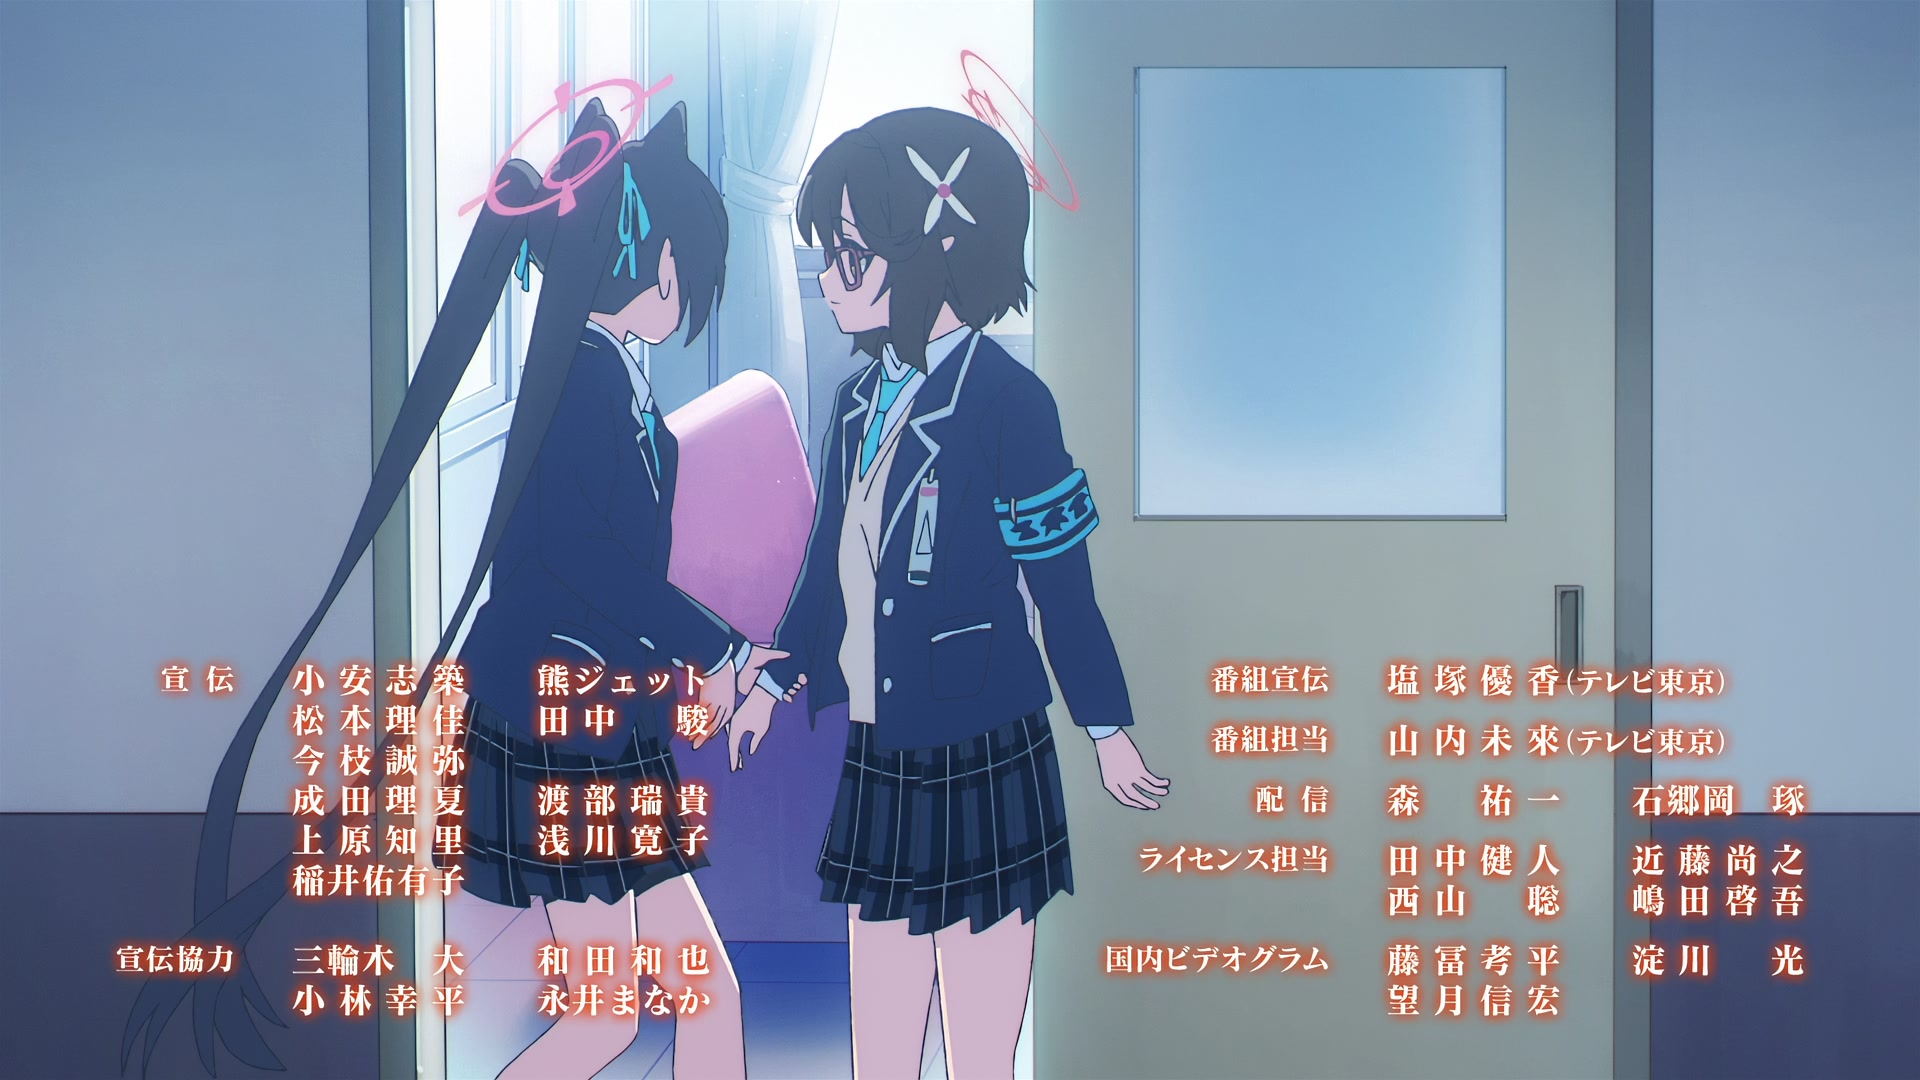 宣伝 小安志築 熊ジェット
松本理佳 田中 駿
今枝誠弥
成田理夏 渡部瑞貴
上原知里 浅川寛子
稲井佑有子
宣伝協力 三輪木 大 和田和也
小林幸平 永井まなか
番組宣伝 塩塚優香(テレビ東京)
番組担当 山内未來(テレビ東京)
配信 森 祐一 石郷岡 琢
ライセンス担当 田中健人 近藤尚之
西山 聡 嶋田啓吾
国内ビデオグラム 藤冨考平 淀川 光
望月信宏